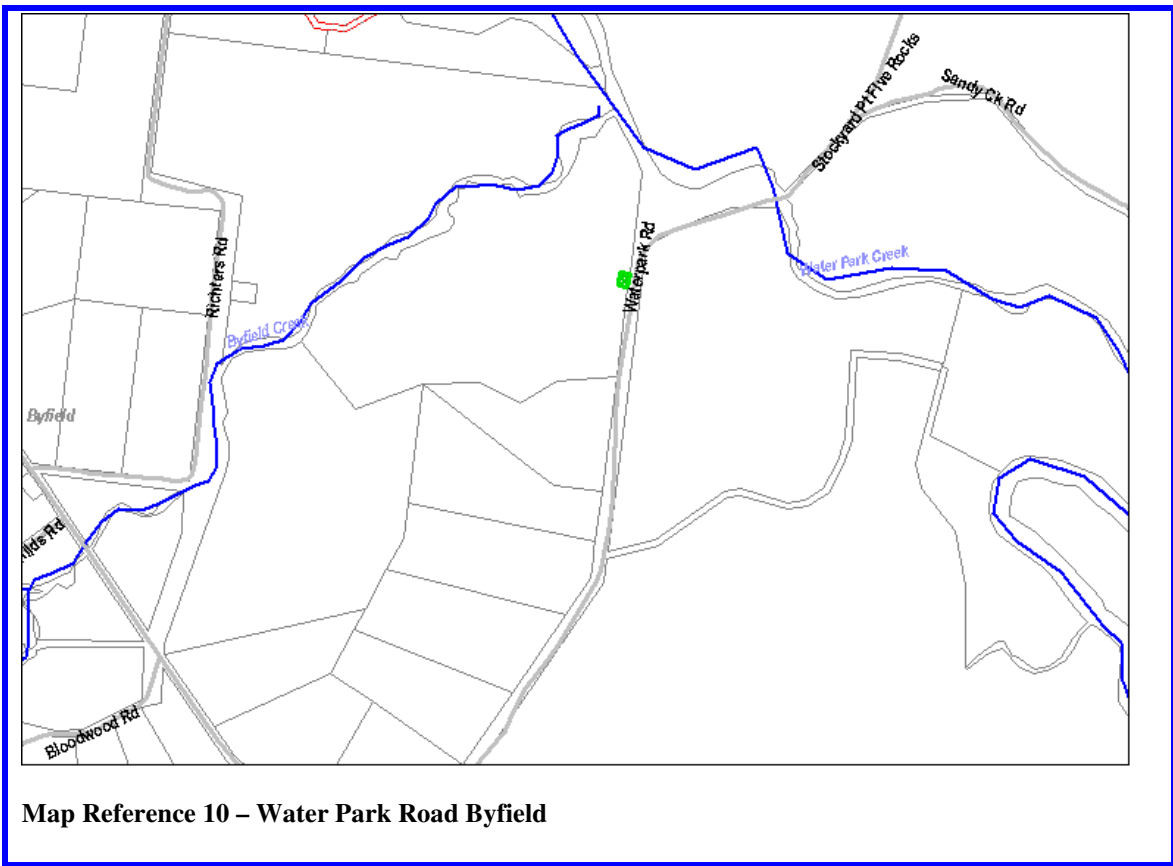 Stockyard Pt Five Rocks
Sandy Ck Rd
Richters Rd
Waterpark Rd
Water Park Creek
Byfield Creek
Byfield
Rd
Bloodwood Rd
Map Reference 10 – Water Park Road Byfield